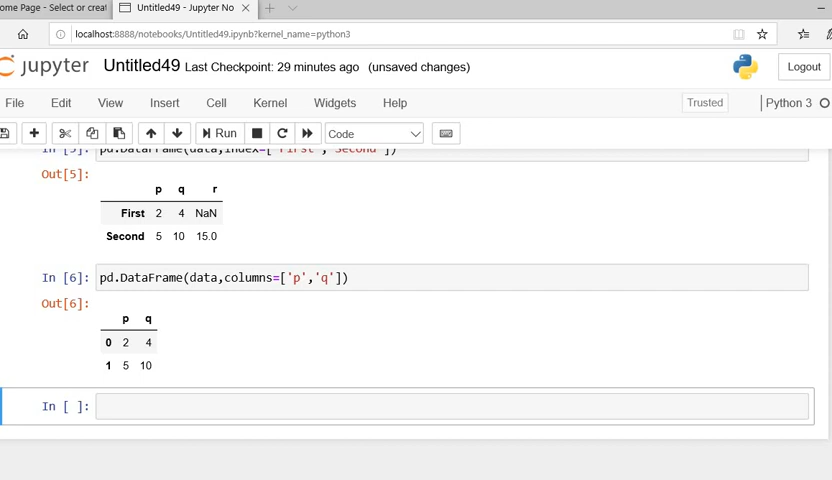 ome Page - Select or creat Untitled49 - Jupyter No
localhost:8888/notebooks/Untitled49.ipynb?kernel_name=python3
jupyter Untitled49 Last Checkpoint: 29 minutes ago (unsaved changes) Logout
File Edit View Insert Cell Kernel Widgets Help Trusted Python 3
Run Code
In [5]: pd.DataFrame(data,index=['First','Second'])
Out[5]:
p q r
First 2 4 NaN
Second 5 10 15.0
In [6]: pd.DataFrame(data,columns=['p','q'])
Out[6]:
p q
0 2 4
1 5 10
In [ ]: